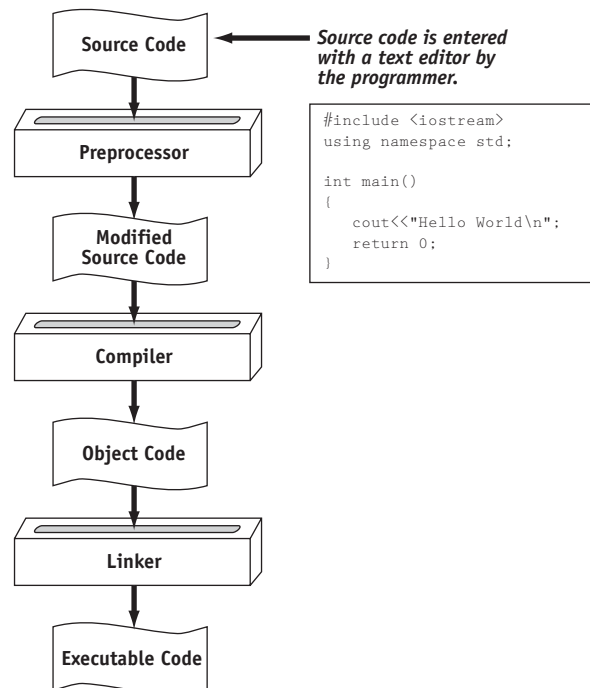 Source Code
Source code is entered
with a text editor by
the programmer.
#include <iostream>
using namespace std;
int main()
{
cout<<"Hello World\n";
return 0;
}
Preprocessor
Modified
Source Code
Compiler
Object Code
Linker
Executable Code